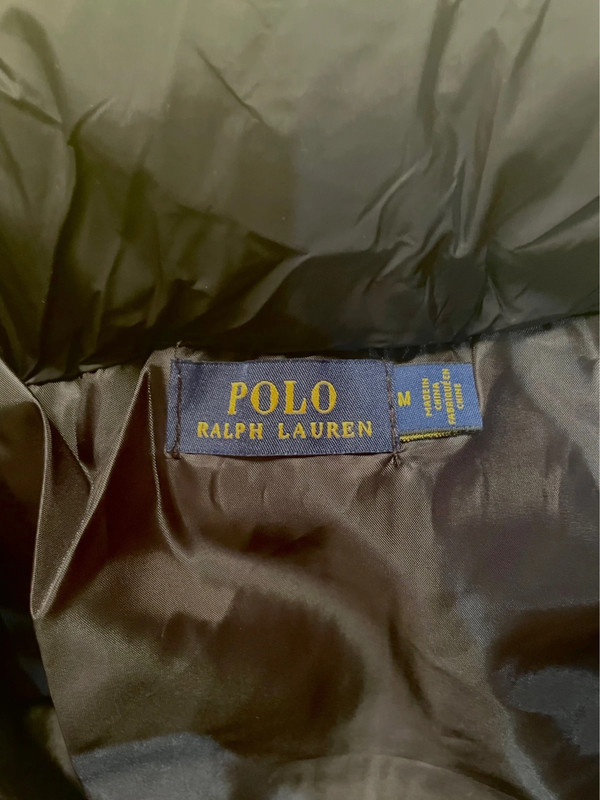 POLO
RALPH LAUREN
M
MADE IN
CHINA
FABRIQUÉ EN
CHINE